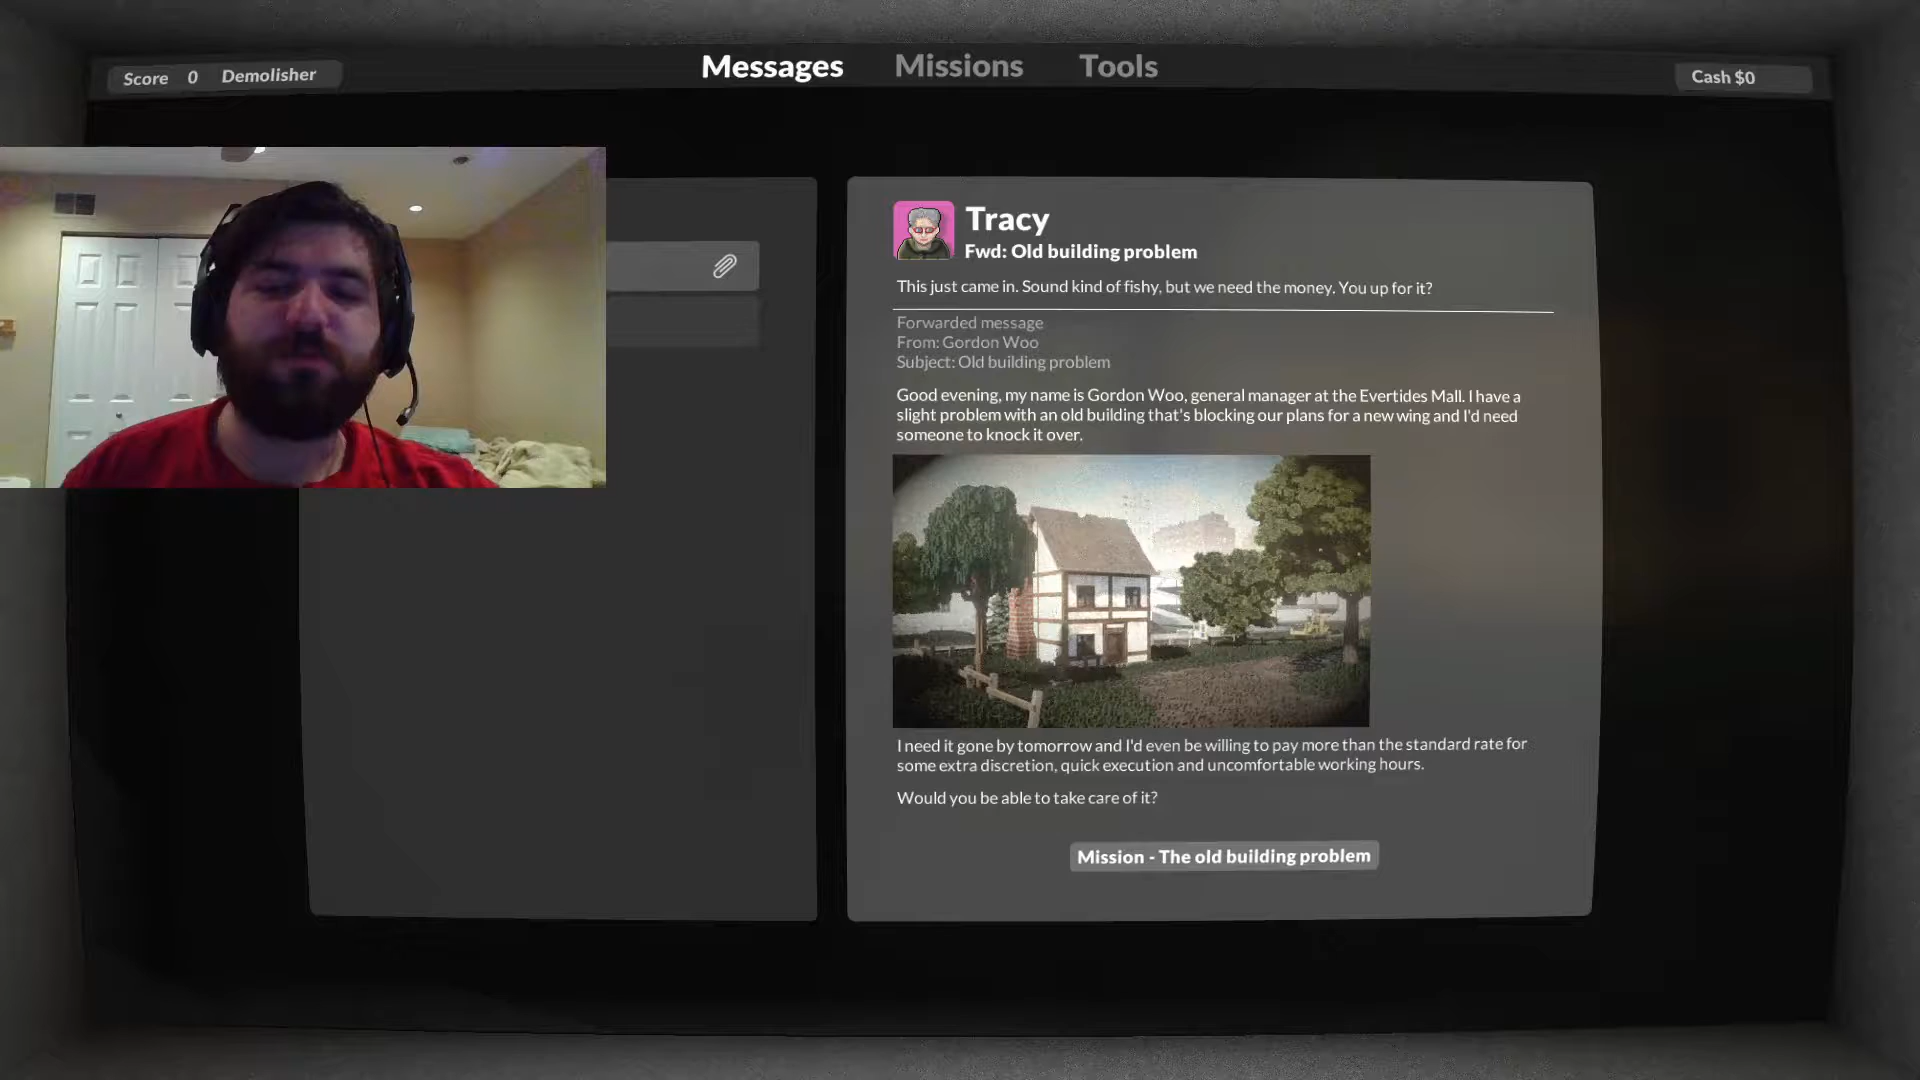 Score 0 Demolisher
Messages Missions Tools
Cash $0
Tracy
Fwd: Old building problem
This just came in. Sound kind of fishy, but we need the money. You up for it?
Forwarded message
From: Gordon Woo
Subject: Old building problem
Good evening, my name is Gordon Woo, general manager at the Evertides Mall. I have a
slight problem with an old building that's blocking our plans for a new wing and I'd need
someone to knock it over.
I need it gone by tomorrow and I'd even be willing to pay more than the standard rate for
some extra discretion, quick execution and uncomfortable working hours.
Would you be able to take care of it?
Mission - The old building problem